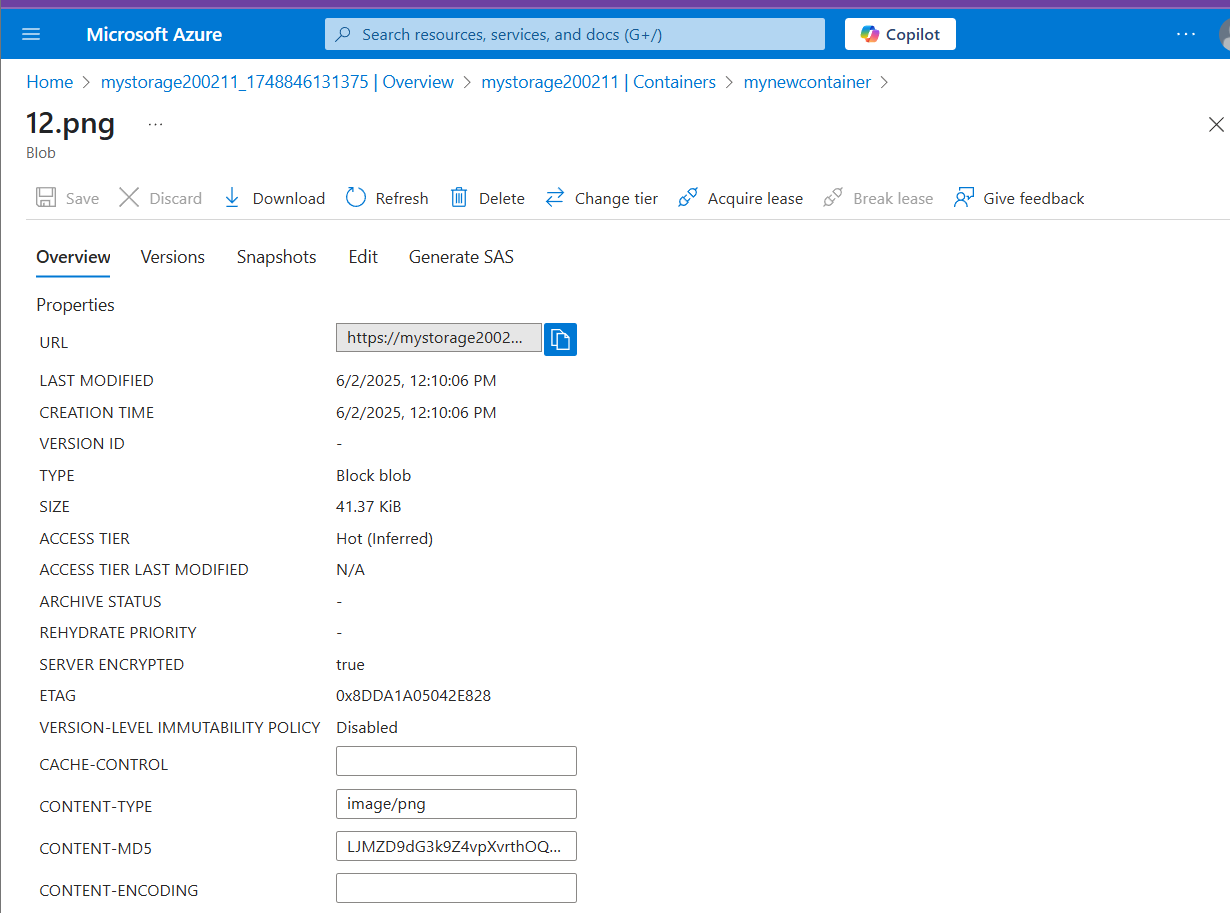 Microsoft Azure
Search resources, services, and docs (G+/)
Copilot
Home > mystorage200211_1748846131375 | Overview > mystorage200211 | Containers > mynewcontainer >
12.png ...
Blob
Save Discard Download Refresh Delete Change tier Acquire lease Break lease Give feedback
Overview Versions Snapshots Edit Generate SAS
Properties
URL https://mystorage2002...
LAST MODIFIED 6/2/2025, 12:10:06 PM
CREATION TIME 6/2/2025, 12:10:06 PM
VERSION ID -
TYPE Block blob
SIZE 41.37 KiB
ACCESS TIER Hot (Inferred)
ACCESS TIER LAST MODIFIED N/A
ARCHIVE STATUS -
REHYDRATE PRIORITY -
SERVER ENCRYPTED true
ETAG 0x8DDA1A05042E828
VERSION-LEVEL IMMUTABILITY POLICY Disabled
CACHE-CONTROL
CONTENT-TYPE image/png
CONTENT-MD5 LJMZD9dG3k9Z4vpXvrthOQ...
CONTENT-ENCODING